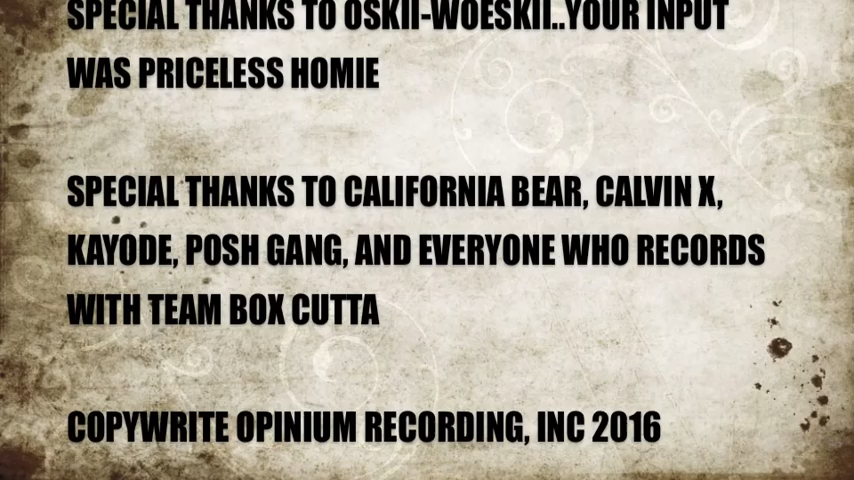 SPECIAL THANKS TO OSKII-WOESKII..YOUR INPUT
WAS PRICELESS HOMIE
SPECIAL THANKS TO CALIFORNIA BEAR, CALVIN X,
KAYODE, POSH GANG, AND EVERYONE WHO RECORDS
WITH TEAM BOX CUTTA
COPYWRITE OPINIUM RECORDING, INC 2016